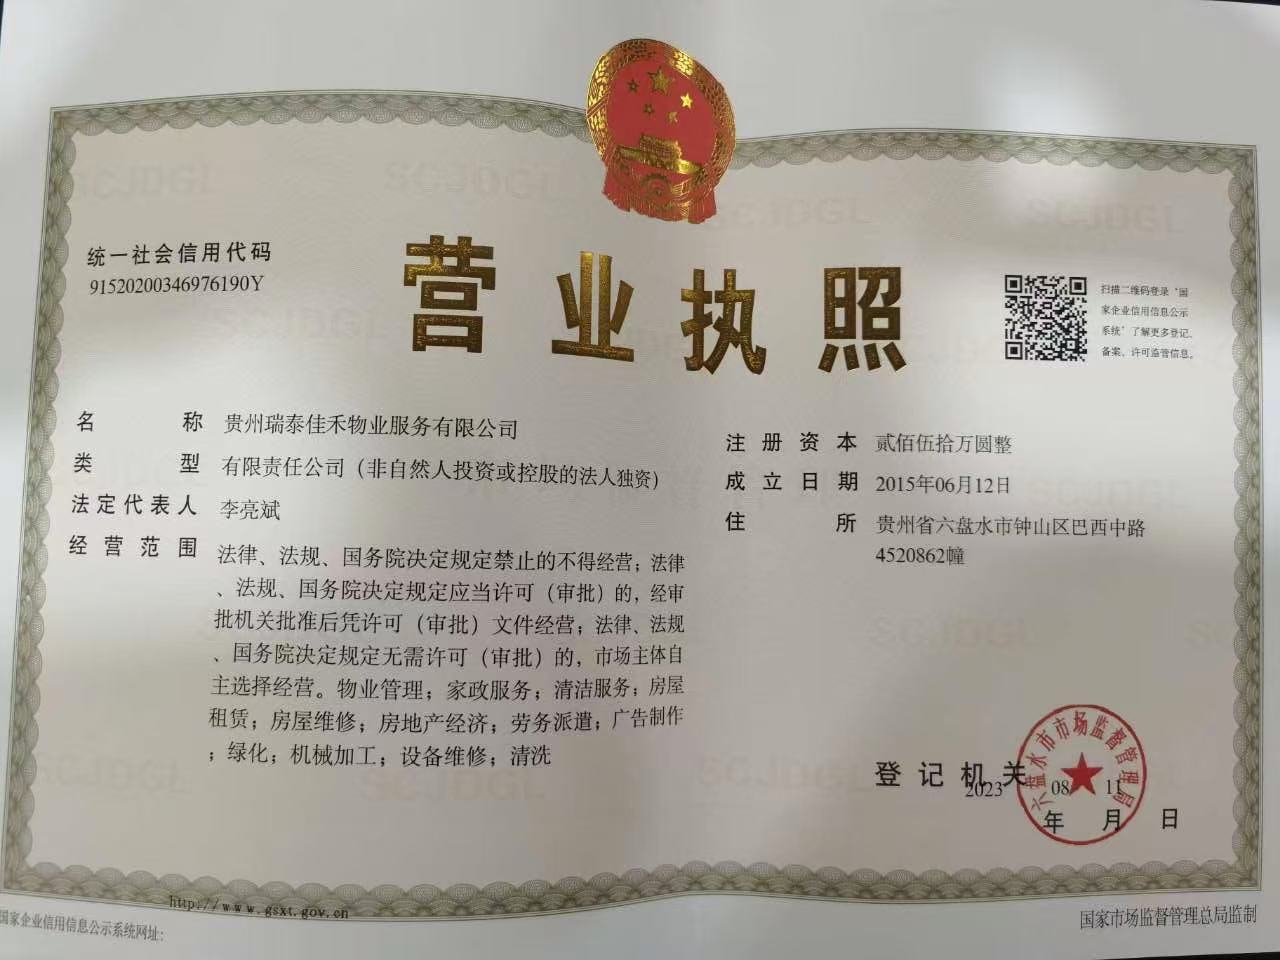 统一社会信用代码
91520200346976190Y
营业执照
扫描二维码登录“国
家企业信用信息公示
系统”了解更多登记、
备案、许可监管信息。
名 称 贵州瑞泰佳禾物业服务有限公司
类 型 有限责任公司（非自然人投资或控股的法人独资）
法定代表人 李亮斌
经营范围 法律、法规、国务院决定规定禁止的不得经营；法律
、法规、国务院决定规定应当许可（审批）的，经审
批机关批准后凭许可（审批）文件经营；法律、法规
、国务院决定规定无需许可（审批）的，市场主体自
主选择经营。物业管理；家政服务；清洁服务；房屋
租赁；房屋维修；房地产经济；劳务派遣；广告制作
；绿化；机械加工；设备维修；清洗
注册资本 贰佰伍拾万圆整
成立日期 2015年06月12日
住 所 贵州省六盘水市钟山区巴西中路
4520862幢
登记机关
六盘水市市场监督管理局
2023 08 11
年 月 日
http://www.gsxt.gov.cn
国家企业信用信息公示系统网址：
国家市场监督管理总局监制
SCJDGL
SCJDGL
SCJDGL
SCJDGL
SCJDGL
SCJDGL
SCJDGL
SCJDGL